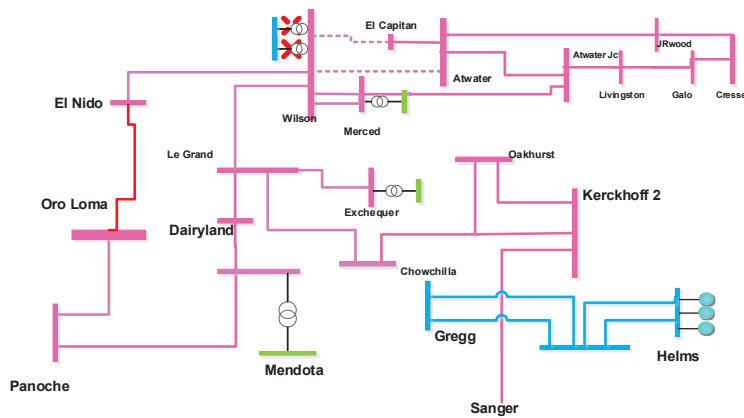 El Capitan
JRwood
Atwater Jc
Atwater
El Nido
Livingston
Galo
Cresse
Wilson
Merced
Le Grand
Oakhurst
Oro Loma
Exchequer
Kerckhoff 2
Dairyland
Chowchilla
Gregg
Helms
Mendota
Panoche
Sanger